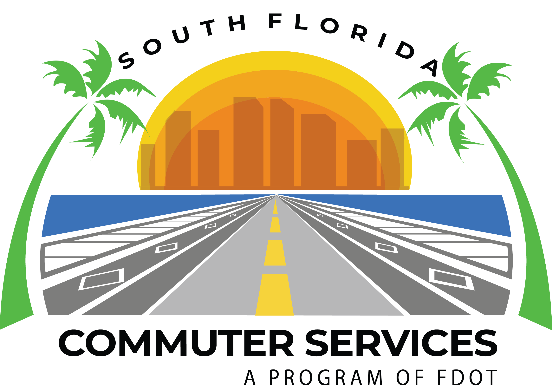 SOUTH FLORIDA
COMMUTER SERVICES
A PROGRAM OF FDOT